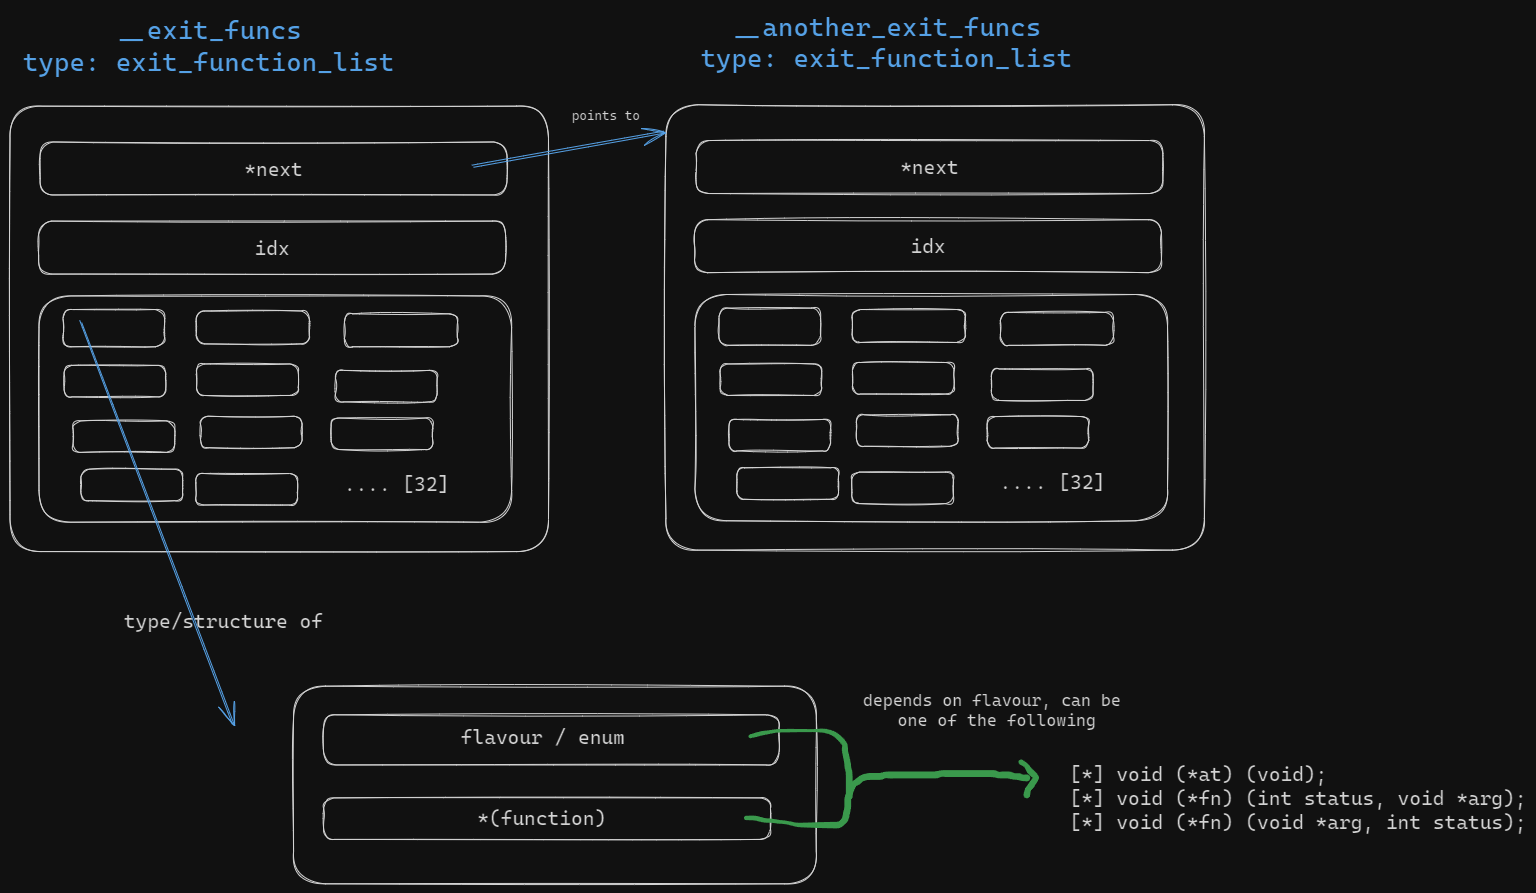 __exit_funcs
type: exit_function_list
__another_exit_funcs
type: exit_function_list
points to
*next
idx
.... [32]
*next
idx
.... [32]
type/structure of
flavour / enum
*(function)
depends on flavour, can be
one of the following
[*] void (*at) (void);
[*] void (*fn) (int status, void *arg);
[*] void (*fn) (void *arg, int status);